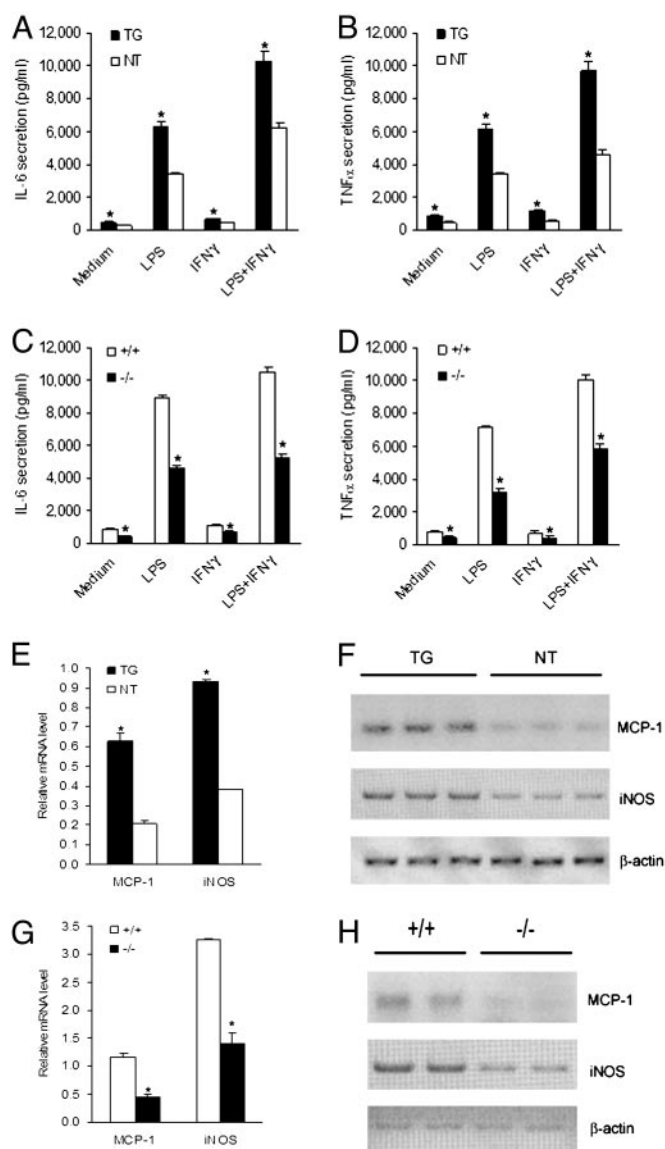 A
IL-6 secretion (pg/ml)
12,000
10,000
8,000
6,000
4,000
2,000
0
TG
NT
*
*
*
*
Medium
LPS
IFNγ
LPS+IFNγ
B
TNFα secretion (pg/ml)
12,000
10,000
8,000
6,000
4,000
2,000
0
TG
NT
*
*
*
*
Medium
LPS
IFNγ
LPS+IFNγ
C
IL-6 secretion (pg/ml)
12,000
10,000
8,000
6,000
4,000
2,000
0
+/+
-/-
*
*
*
*
Medium
LPS
IFNγ
LPS+IFNγ
D
TNFα secretion (pg/ml)
12,000
10,000
8,000
6,000
4,000
2,000
0
+/+
-/-
*
*
*
*
Medium
LPS
IFNγ
LPS+IFNγ
E
Relative mRNA level
1.0
0.9
0.8
0.7
0.6
0.5
0.4
0.3
0.2
0.1
0.0
TG
NT
*
*
MCP-1
iNOS
F
TG
NT
MCP-1
iNOS
β-actin
G
Relative mRNA level
3.5
3.0
2.5
2.0
1.5
1.0
0.5
0.0
+/+
-/-
*
*
MCP-1
iNOS
H
+/+
-/-
MCP-1
iNOS
β-actin